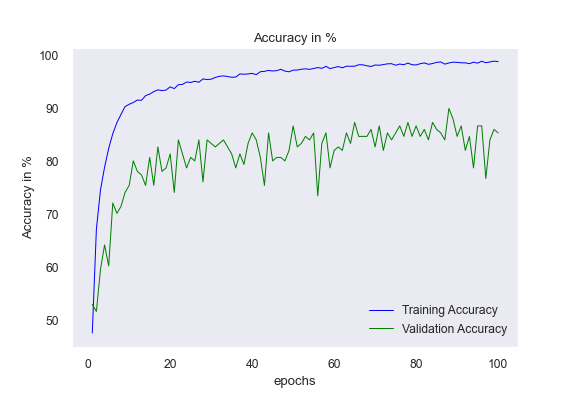 Accuracy in %
100
90
80
70
60
50
Accuracy in %
Training Accuracy
Validation Accuracy
0 20 40 60 80 100
epochs